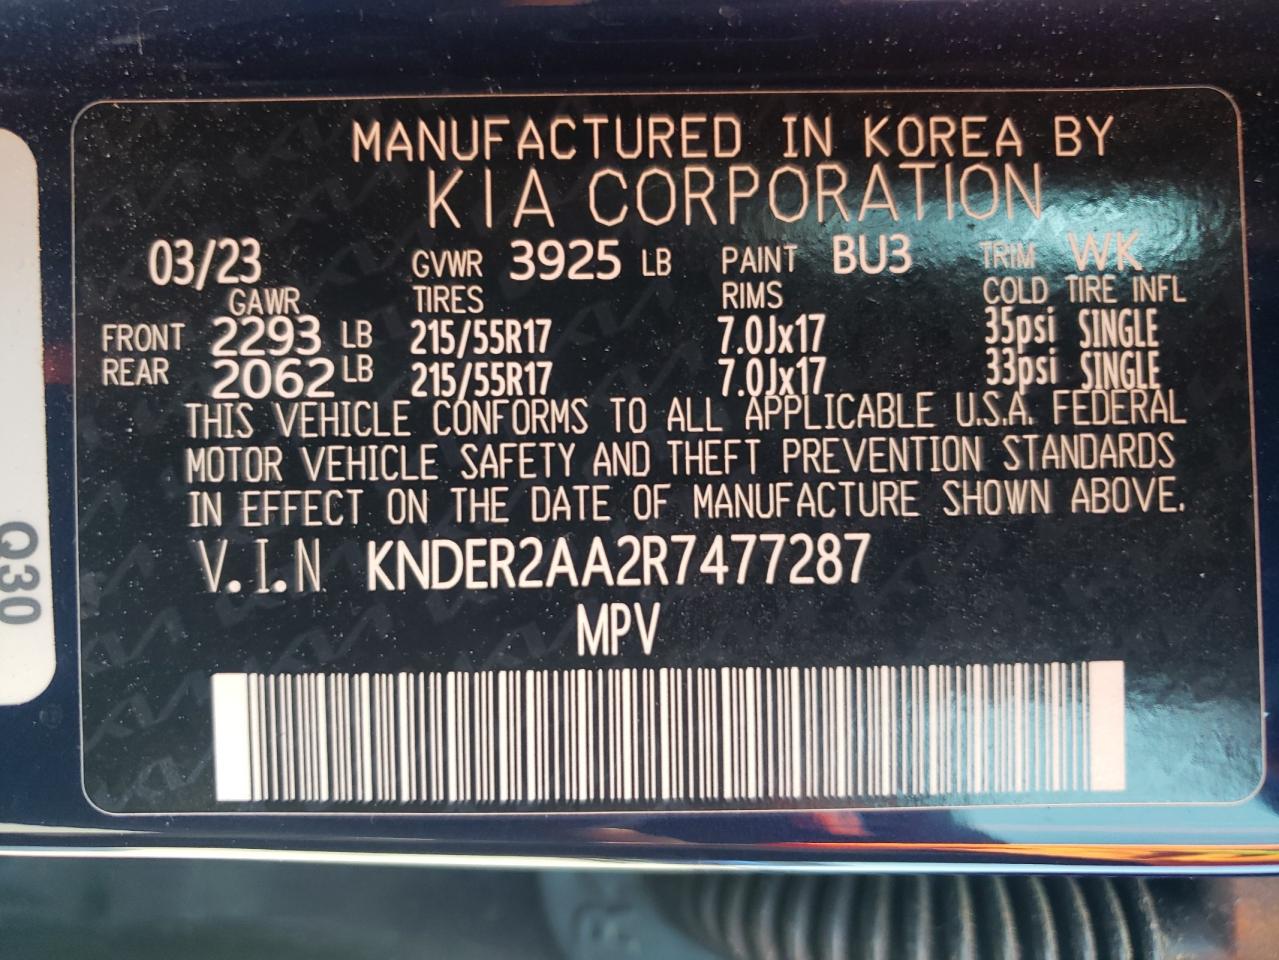 MANUFACTURED IN KOREA BY
KIA CORPORATION
03/23 GVWR 3925 LB PAINT BU3 TRIM WK
GAWR TIRES RIMS COLD TIRE INFL
FRONT 2293 LB 215/55R17 7.0Jx17 35psi SINGLE
REAR 2062 LB 215/55R17 7.0Jx17 33psi SINGLE
THIS VEHICLE CONFORMS TO ALL APPLICABLE U.S.A. FEDERAL
MOTOR VEHICLE SAFETY AND THEFT PREVENTION STANDARDS
IN EFFECT ON THE DATE OF MANUFACTURE SHOWN ABOVE.
V.I.N KNDER2AA2R7477287
MPV
Q30